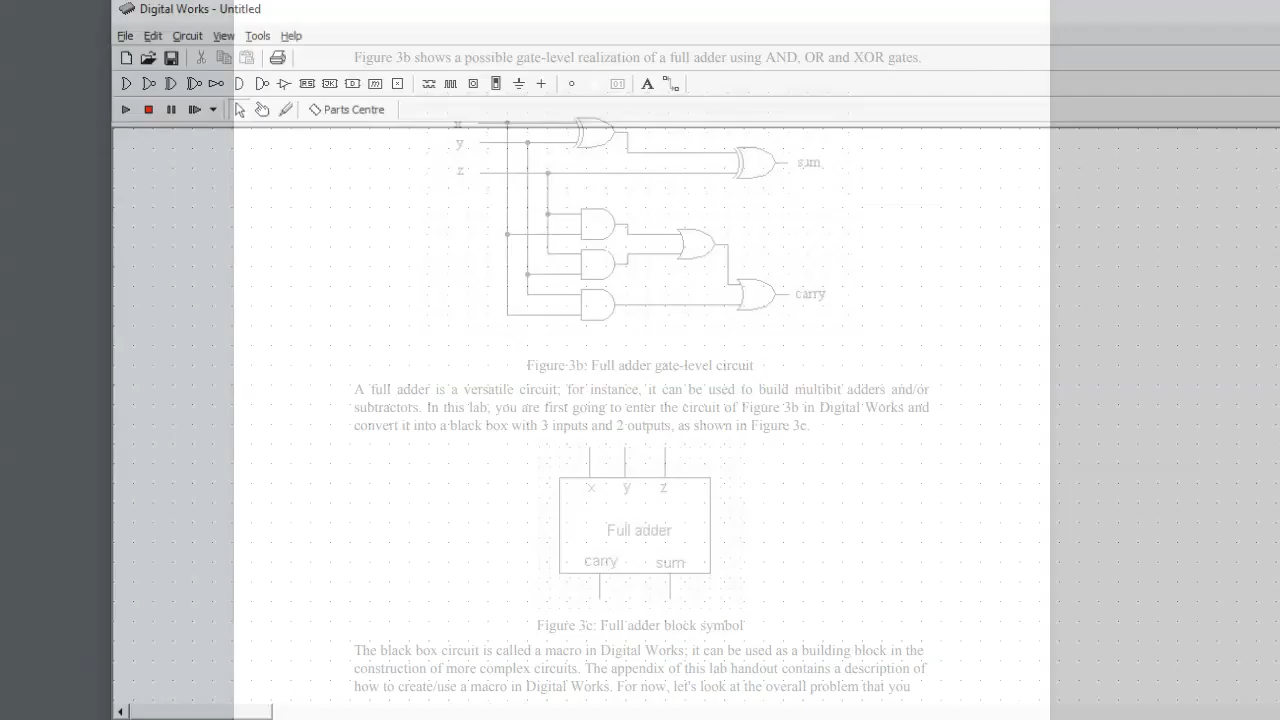 Digital Works - Untitled
File Edit Circuit View Tools Help
Figure 3b shows a possible gate-level realization of a full adder using AND, OR and XOR gates.
RS JK D
A
Parts Centre
x
y
z
sum
carry
Figure 3b: Full adder gate-level circuit
A full adder is a versatile circuit; for instance, it can be used to build multibit adders and/or
subtractors. In this lab, you are first going to enter the circuit of Figure 3b in Digital Works and
convert it into a black box with 3 inputs and 2 outputs, as shown in Figure 3c.
x y z
Full adder
carry sum
Figure 3c: Full adder block symbol
The black box circuit is called a macro in Digital Works; it can be used as a building block in the
construction of more complex circuits. The appendix of this lab handout contains a description of
how to create/use a macro in Digital Works. For now, let's look at the overall problem that you